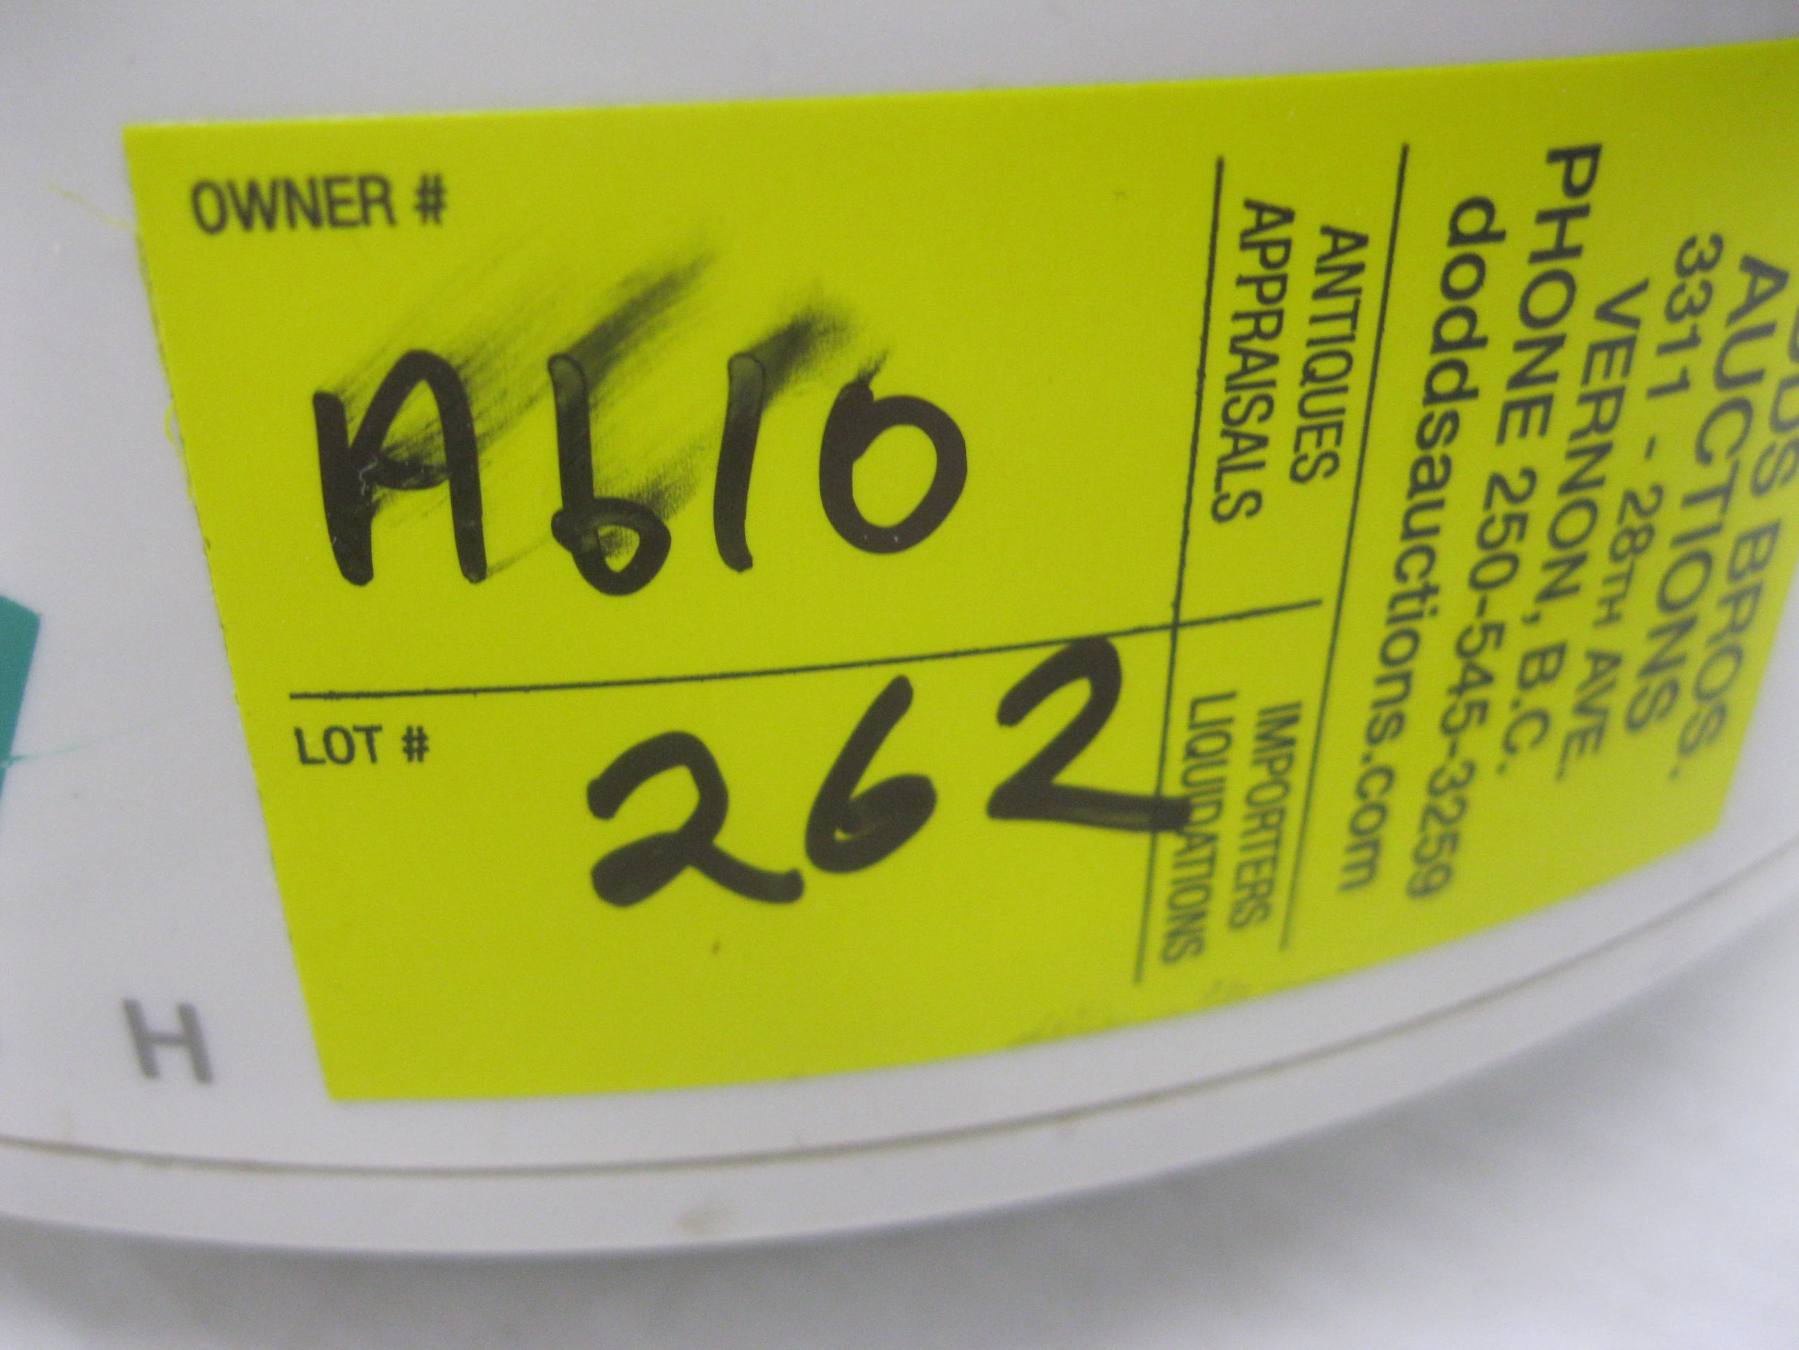 OWNER #
A610
LOT #
262
ANTIQUES
APPRAISALS
IMPORTERS
LIQUIDATIONS
BROS.
AUCTIONS
3311 - 28TH AVE.
VERNON, B.C.
PHONE 250-545-3259
doddsauctions.com
H